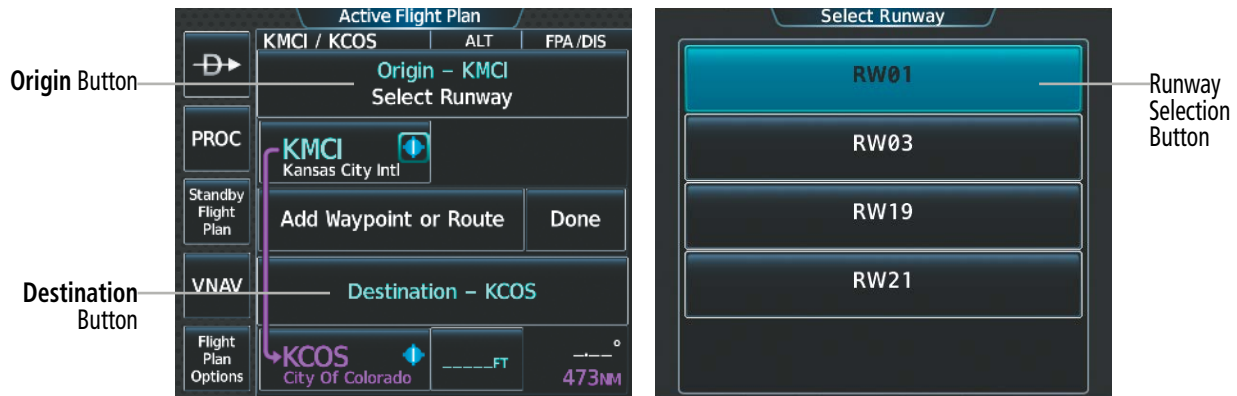 Active Flight Plan
KMCI / KCOS ALT FPA/DIS
Origin – KMCI
Select Runway
Origin Button
PROC
KMCI
Kansas City Intl
Standby
Flight
Plan
Add Waypoint or Route
Done
VNAV
Destination – KCOS
Destination
Button
Flight
Plan
Options
KCOS
City Of Colorado
_____FT
_.__°
473NM
Select Runway
RW01
RW03
RW19
RW21
Runway
Selection
Button